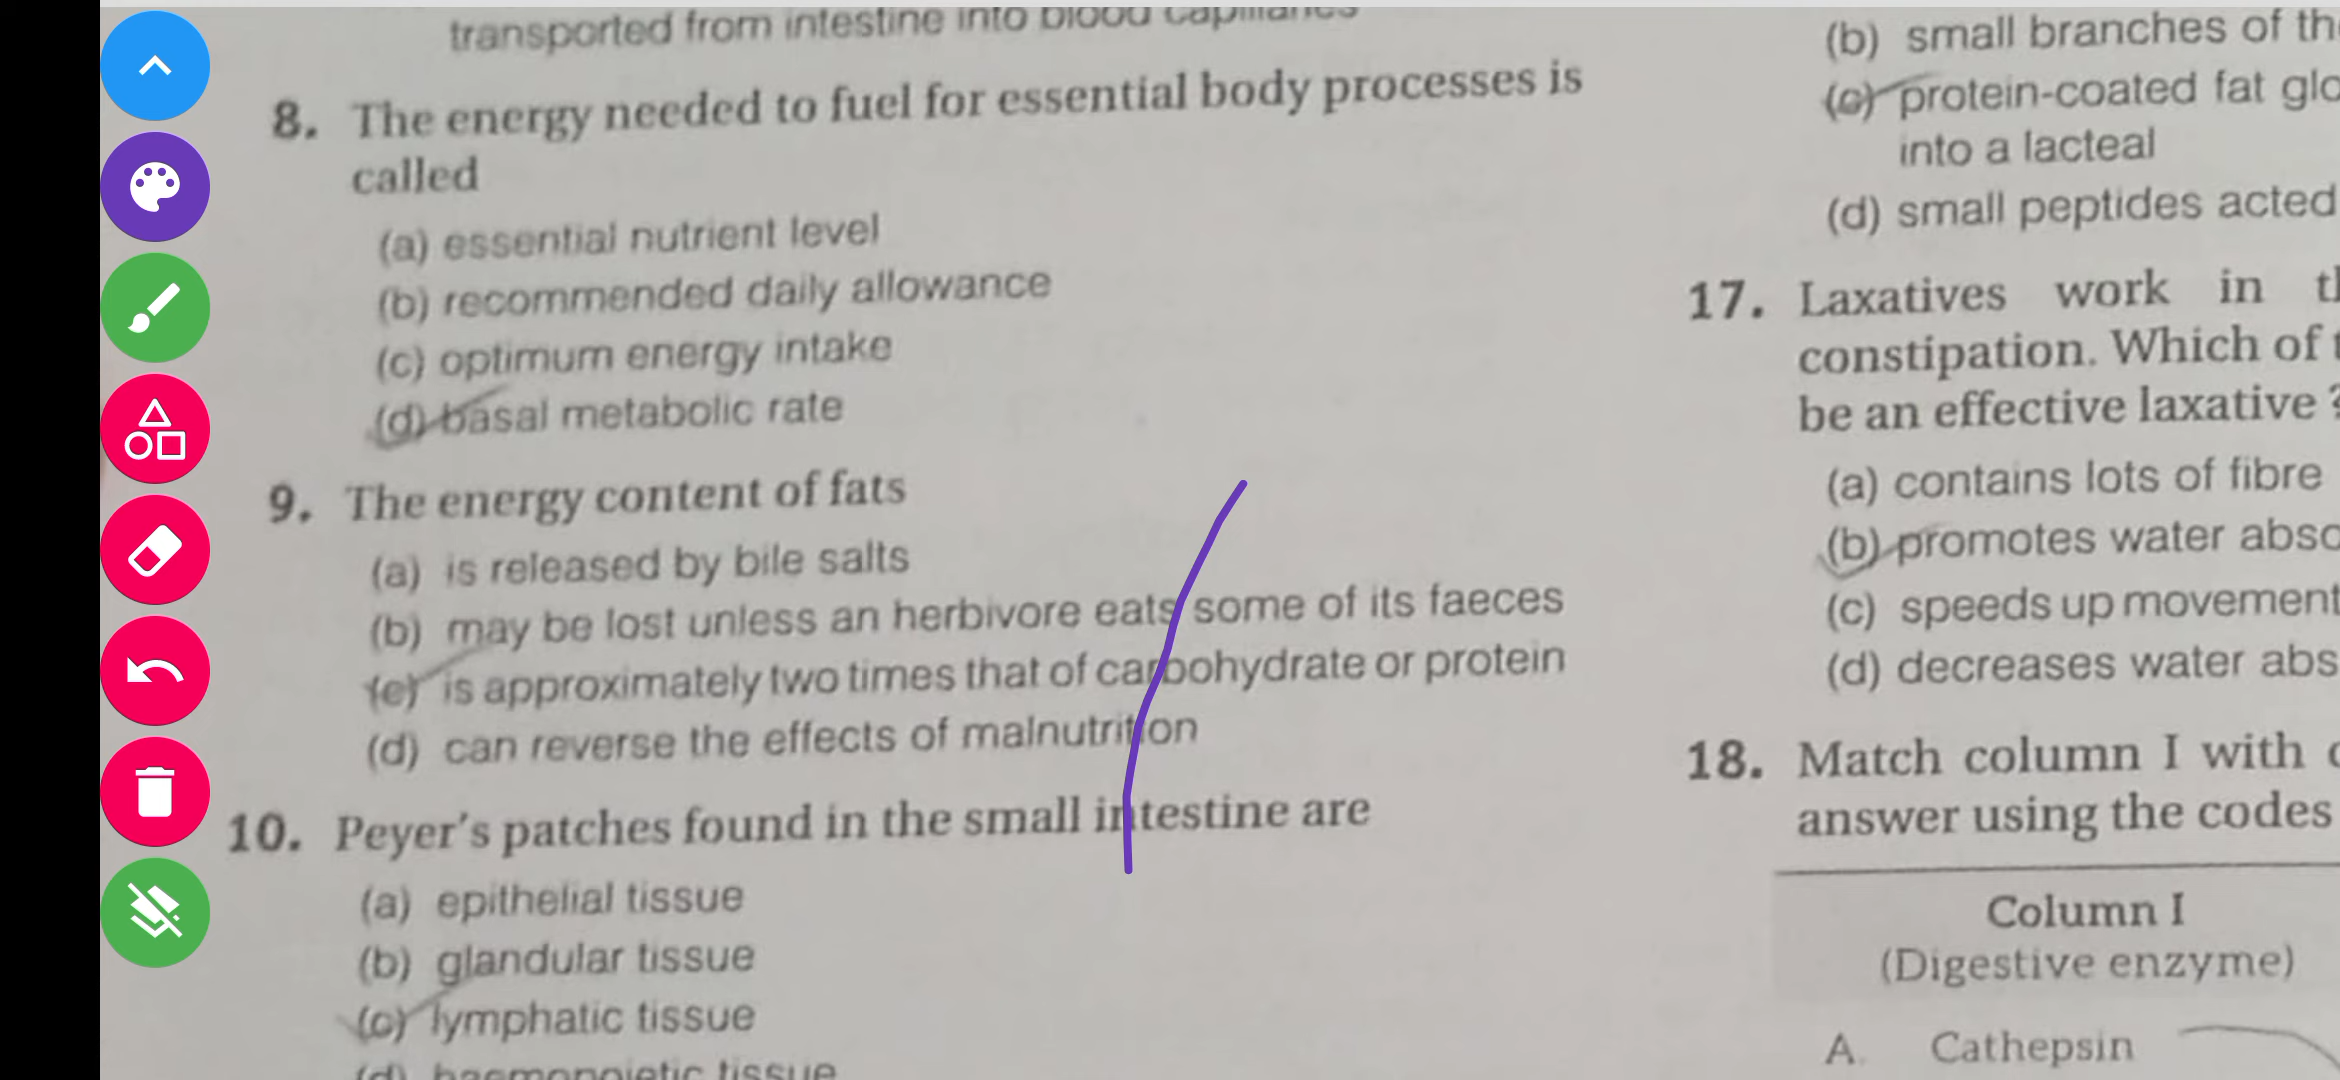 transported from intestine into blood capillaries
8. The energy needed to fuel for essential body processes is
called
(a) essential nutrient level
(b) recommended daily allowance
(c) optimum energy intake
(d) basal metabolic rate
9. The energy content of fats
(a) is released by bile salts
(b) may be lost unless an herbivore eats some of its faeces
(c) is approximately two times that of carbohydrate or protein
(d) can reverse the effects of malnutrition
10. Peyer's patches found in the small intestine are
(a) epithelial tissue
(b) glandular tissue
(c) lymphatic tissue
(d) haemopoietic tissue
(b) small branches of
(c) protein-coated fat
into a lacteal
(d) small peptides acted
17. Laxatives work in
constipation. Which of
be an effective laxative ?
(a) contains lots of fibre
(b) promotes water
(c) speeds up movement
(d) decreases water
18. Match column I with
answer using the codes
Column I
(Digestive enzyme)
A. Cathepsin